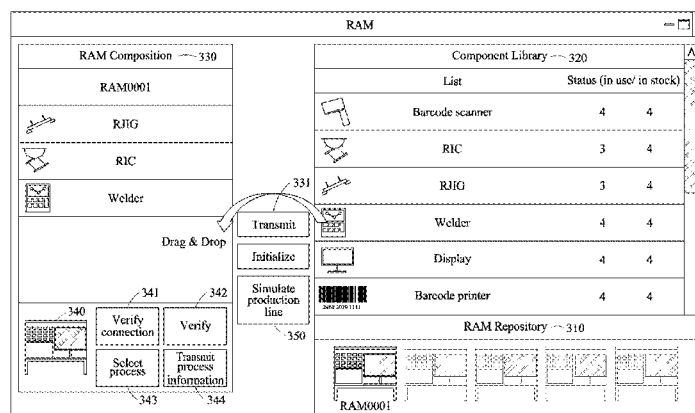 RAM
RAM Composition 330
RAM0001
RJIG
RIC
Welder
Drag & Drop
331
Transmit
Initialize
Simulate
production
line
350
340
341
Verify
connection
342
Verify
Select
process
343
Transmit
process
information
344
Component Library 320
List Status (in use/ in stock)
Barcode scanner 4 4
RIC 3 4
RJIG 3 4
Welder 4 4
Display 4 4
Barcode printer 4 4
RAM Repository 310
RAM0001